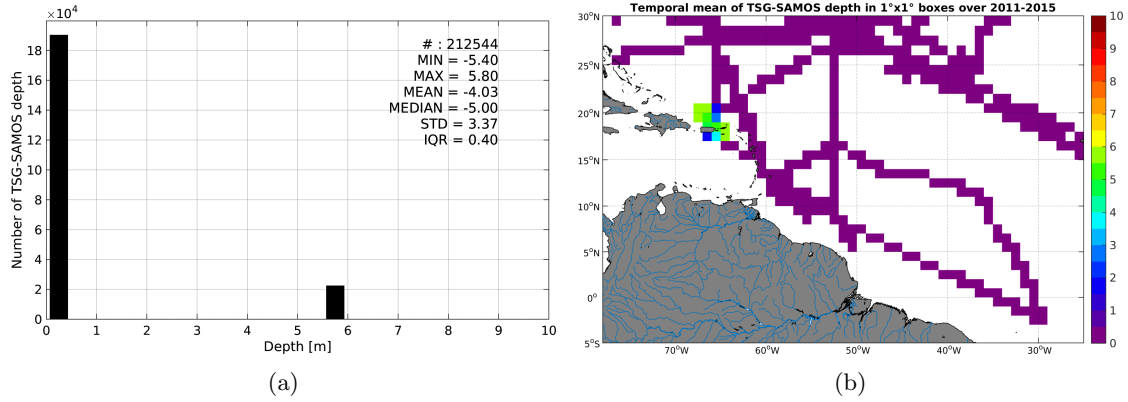 ×10⁴
18
16
14
12
10
8
6
4
2
0
Number of TSG-SAMOS depth
# : 212544
MIN = -5.40
MAX = 5.80
MEAN = -4.03
MEDIAN = -5.00
STD = 3.37
IQR = 0.40
0 1 2 3 4 5 6 7 8 9 10
Depth [m]
(a)
Temporal mean of TSG-SAMOS depth in 1°x1° boxes over 2011-2015
30°N
25°N
20°N
15°N
10°N
5°N
0°
5°S
70°W 60°W 50°W 40°W 30°W
10
9
8
7
6
5
4
3
2
1
0
(b)